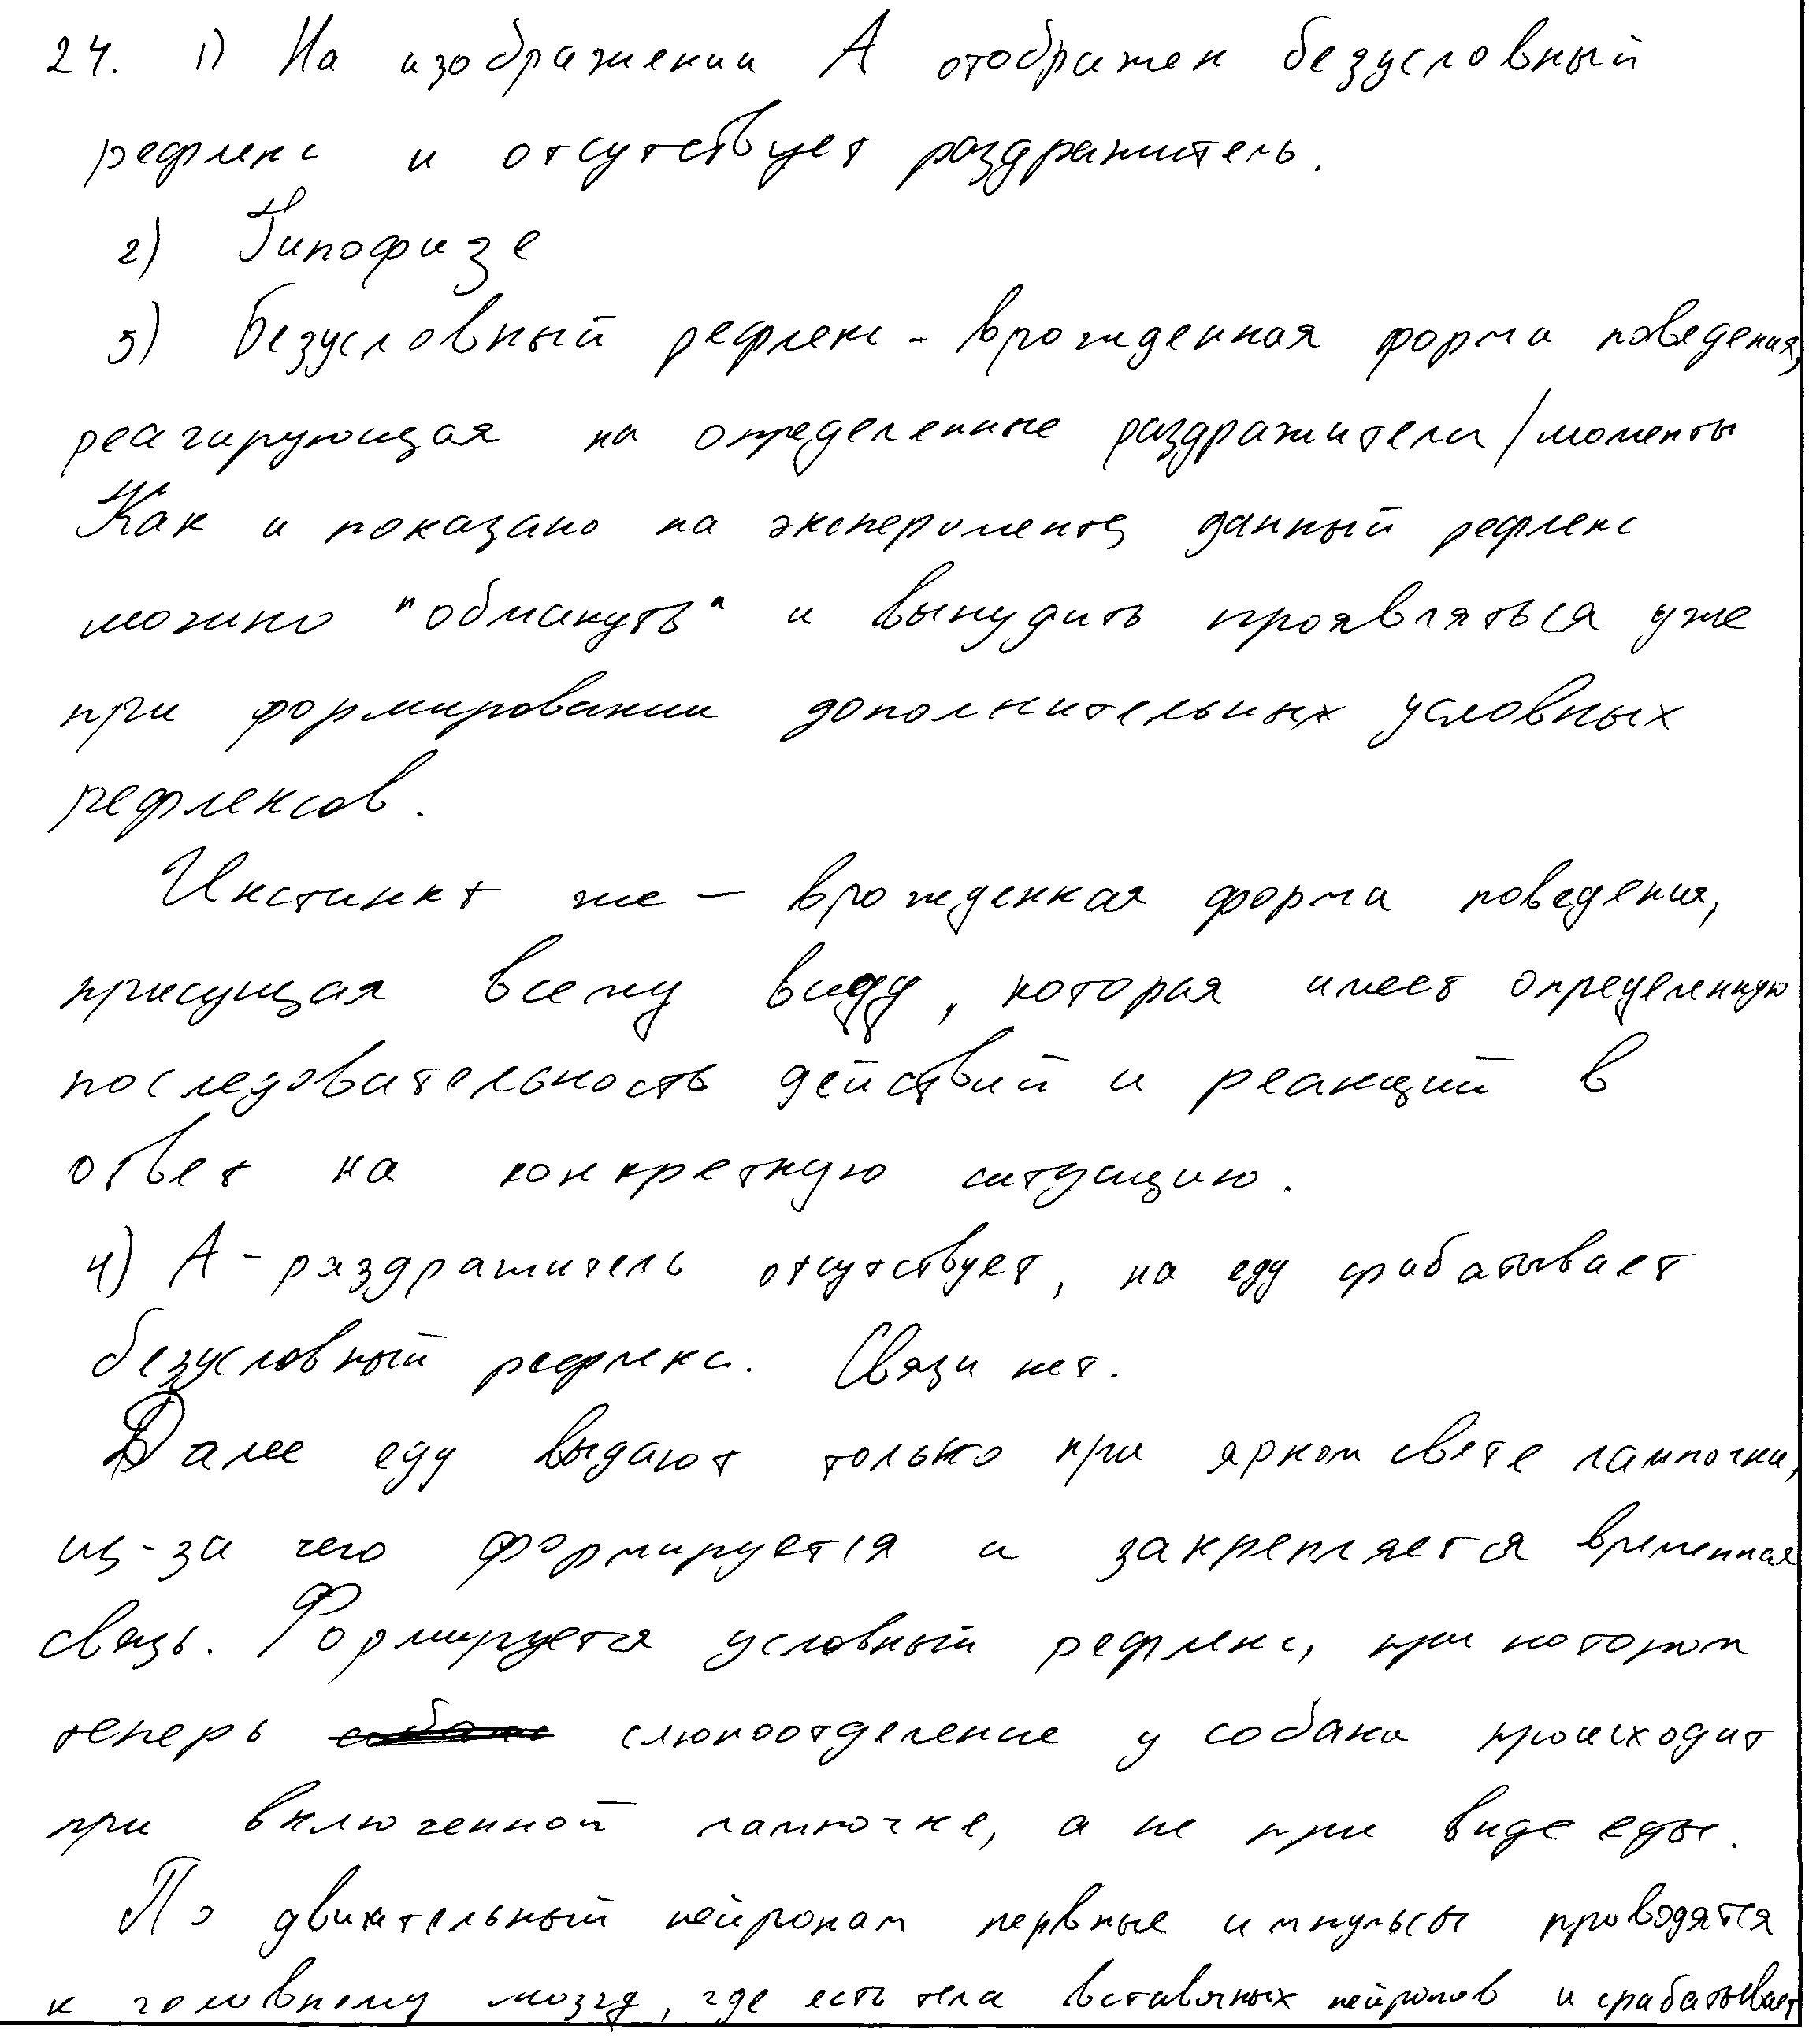 24. 1) На изображении А отображен безусловный
рефлекс и отсутствует раздражитель.
2) Гипофизе
3) Безусловный рефлекс - врожденная форма поведения,
реагирующая на определенные раздражители/моменты
Как и показано на эксперименте, данный рефлекс
можно "обмануть" и вынудить проявляться уже
при формировании дополнительных условных
рефлексов.
Инстинкт же - врожденная форма поведения,
присущая всему виду, которая имеет определенную
последовательность действий и реакций в
ответ на конкретную ситуацию.
4) А - раздражитель отсутствует, на еду срабатывает
безусловный рефлекс. Связи нет.
Далее еду выдают только при ярком свете лампочки,
из-за чего формируется и закрепляется временная
связь. Формируется условный рефлекс, при котором
теперь слюноотделение у собаки происходит
при включенной лампочке, а не при виде еды.
По двигательный нейронам нервные импульсы проводятся
к головному мозгу, где есть тела вставочных нейронов и срабатывает